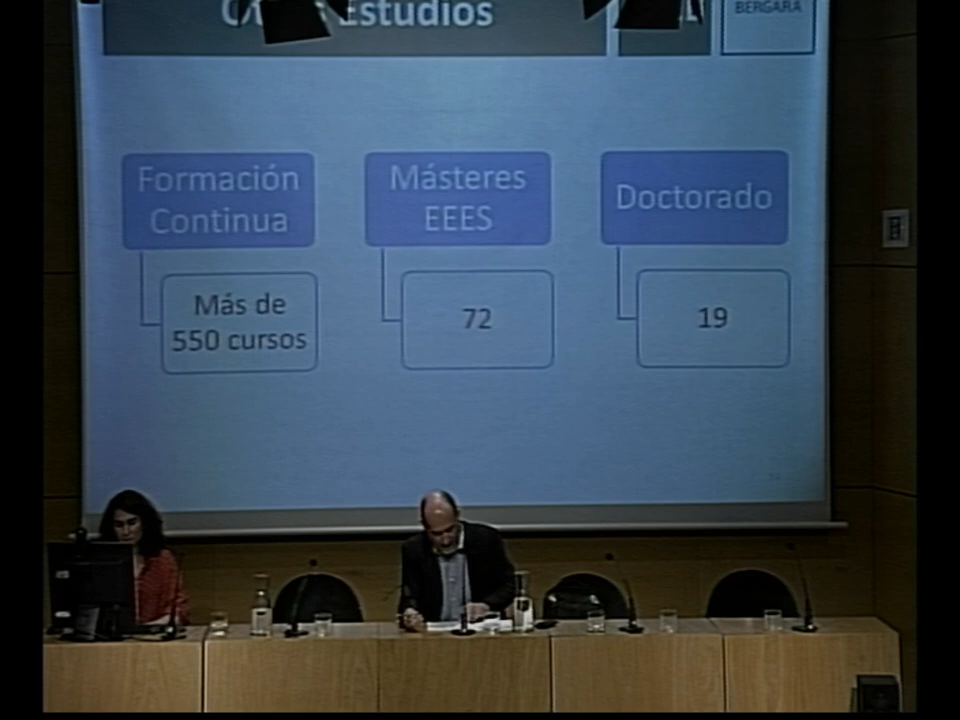 Estudios
BERGARA
Formación
Continua
Másteres
EEES
Doctorado
Más de
550 cursos
72
19